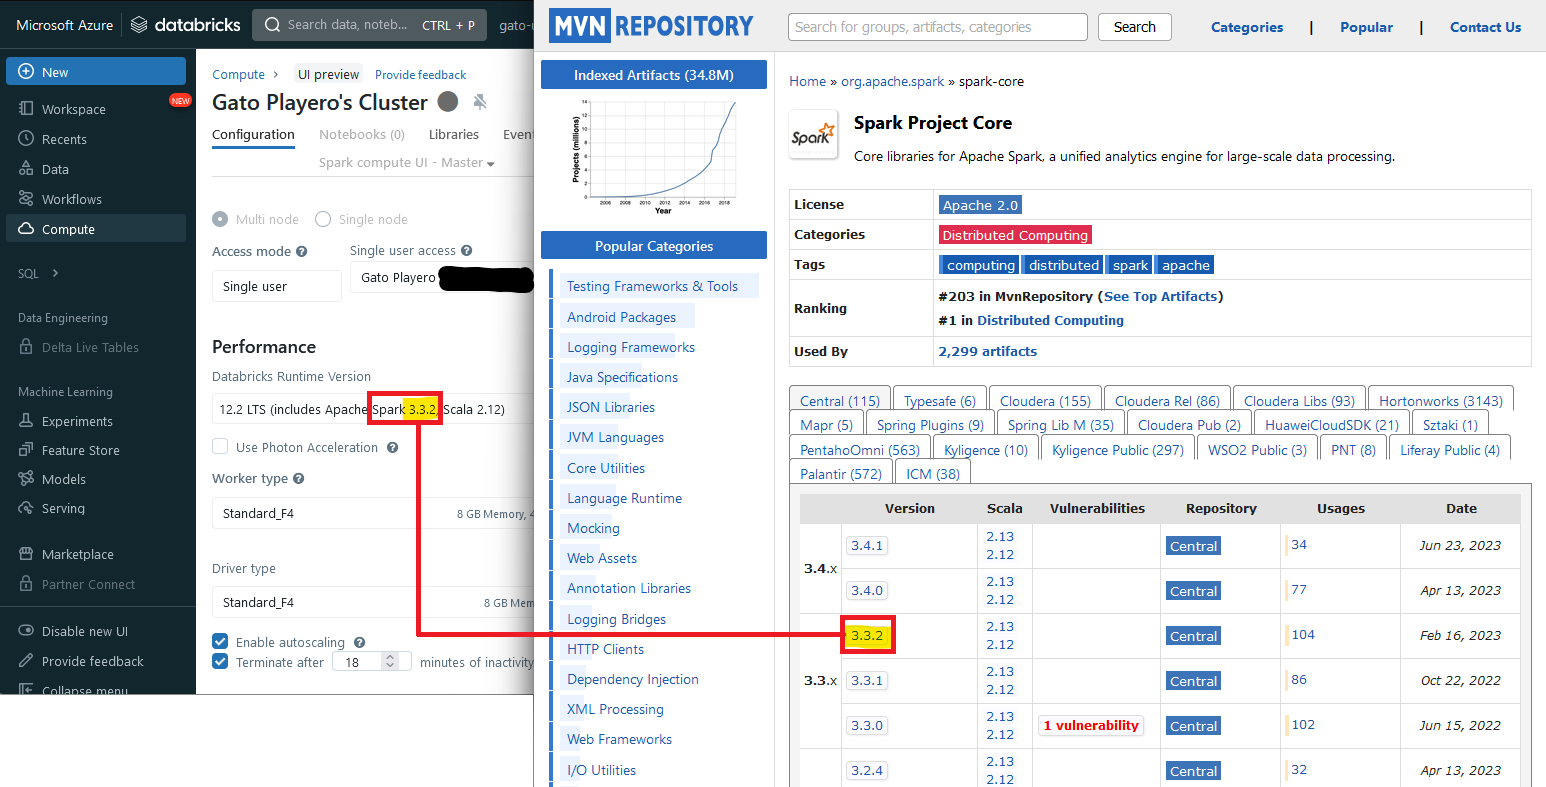 Microsoft Azure
databricks
Search data, noteb...
CTRL + P
gato-u
New
Workspace
NEW
Recents
Data
Workflows
Compute
SQL
Data Engineering
Delta Live Tables
Machine Learning
Experiments
Feature Store
Models
Serving
Marketplace
Partner Connect
Disable new UI
Provide feedback
Collapse menu
Compute
UI preview
Provide feedback
Gato Playero's Cluster
Configuration
Notebooks (0)
Libraries
Even
Spark compute UI - Master
Multi node
Single node
Access mode
Single user access
Single user
Gato Playero
Performance
Databricks Runtime Version
12.2 LTS (includes Apache Spark 3.3.2, Scala 2.12)
Use Photon Acceleration
Worker type
Standard_F4
8 GB Memory, 4
Driver type
Standard_F4
8 GB Mem
Enable autoscaling
Terminate after
18
minutes of inactivity
MVN REPOSITORY
Search for groups, artifacts, categories
Search
Categories
|
Popular
|
Contact Us
Indexed Artifacts (34.8M)
Projects (millions)
14
12
10
8
6
4
2
0
2006 2008 2010 2012 2014 2016 2018
Year
Popular Categories
Testing Frameworks & Tools
Android Packages
Logging Frameworks
Java Specifications
JSON Libraries
JVM Languages
Core Utilities
Language Runtime
Mocking
Web Assets
Annotation Libraries
Logging Bridges
HTTP Clients
Dependency Injection
XML Processing
Web Frameworks
I/O Utilities
Home » org.apache.spark » spark-core
Spark
Spark Project Core
Core libraries for Apache Spark, a unified analytics engine for large-scale data processing.
License Apache 2.0
Categories Distributed Computing
Tags computing distributed spark apache
Ranking #203 in MvnRepository (See Top Artifacts)
#1 in Distributed Computing
Used By 2,299 artifacts
Central (115) Typesafe (6) Cloudera (155) Cloudera Rel (86) Cloudera Libs (93) Hortonworks (3143)
Mapr (5) Spring Plugins (9) Spring Lib M (35) Cloudera Pub (2) HuaweiCloudSDK (21) Sztaki (1)
PentahoOmni (563) Kyligence (10) Kyligence Public (297) WSO2 Public (3) PNT (8) Liferay Public (4)
Palantir (572) ICM (38)
Version Scala Vulnerabilities Repository Usages Date
3.4.x
3.4.1 2.13 2.12 Central 34 Jun 23, 2023
3.4.0 2.13 2.12 Central 77 Apr 13, 2023
3.3.x
3.3.2 2.13 2.12 Central 104 Feb 16, 2023
3.3.1 2.13 2.12 Central 86 Oct 22, 2022
3.3.0 2.13 2.12 1 vulnerability Central 102 Jun 15, 2022
3.2.4 2.13 2.12 Central 32 Apr 13, 2023